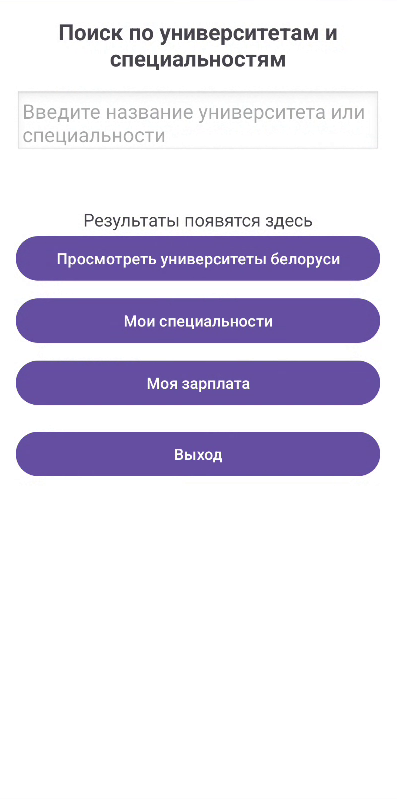 Поиск по университетам и
специальностям
Введите название университета или
специальности
Результаты появятся здесь
Просмотреть университеты белоруси
Мои специальности
Моя зарплата
Выход